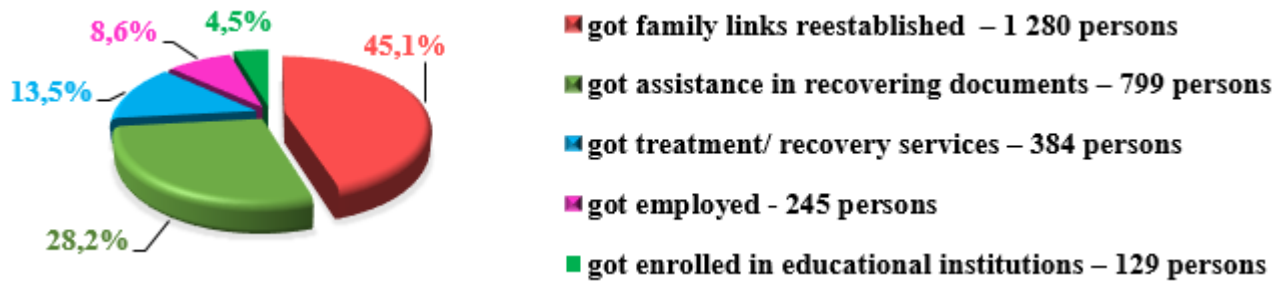 4,5%
8,6%
45,1%
13,5%
28,2%
got family links reestablished – 1 280 persons
got assistance in recovering documents – 799 persons
got treatment/ recovery services – 384 persons
got employed - 245 persons
got enrolled in educational institutions – 129 persons